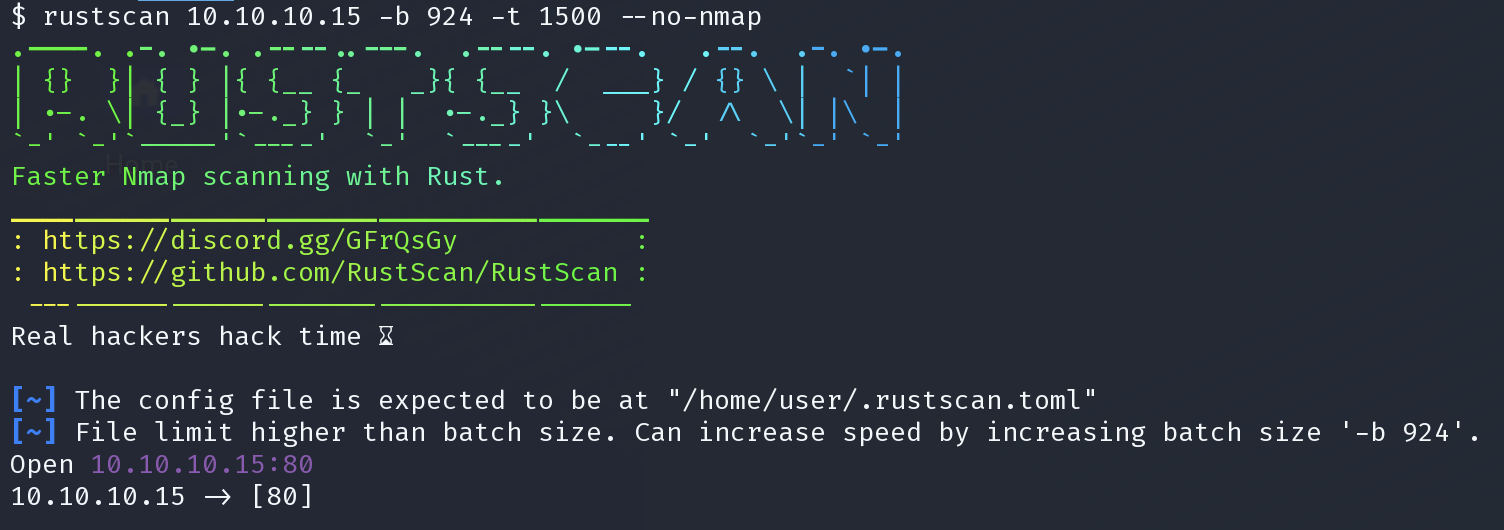 $ rustscan 10.10.10.15 -b 924 -t 1500 --no-nmap
Faster Nmap scanning with Rust.
: https://discord.gg/GFrQsGy :
: https://github.com/RustScan/RustScan :
Real hackers hack time ⌛
[~] The config file is expected to be at "/home/user/.rustscan.toml"
[~] File limit higher than batch size. Can increase speed by increasing batch size '-b 924'.
Open 10.10.10.15:80
10.10.10.15 -> [80]
Home